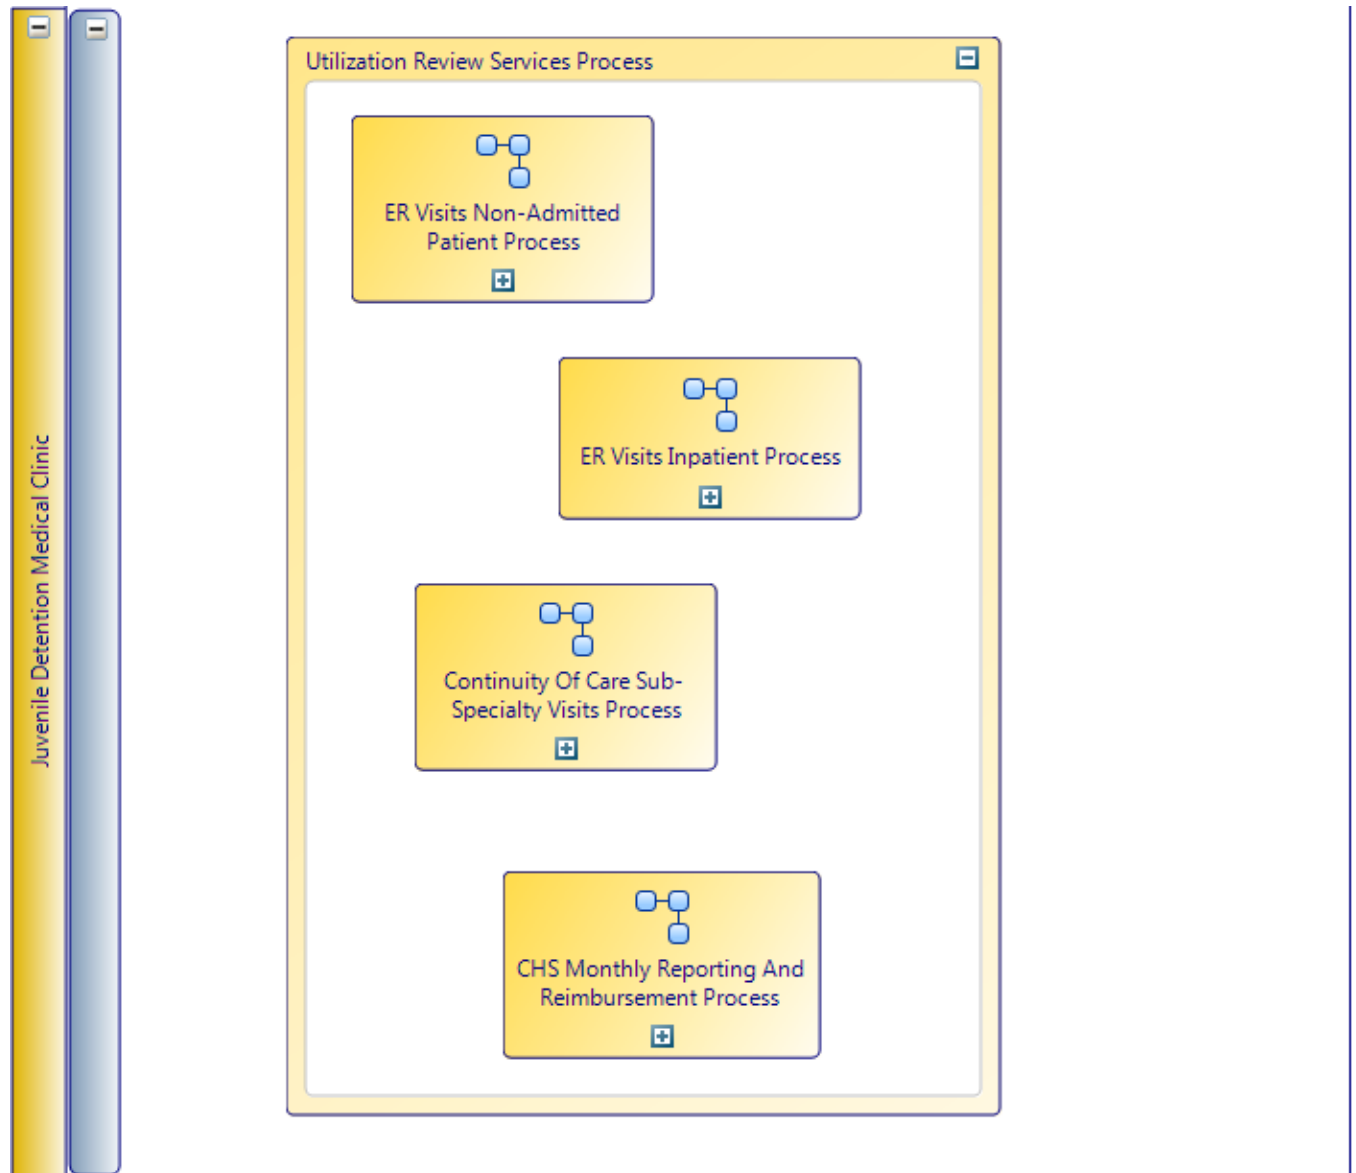 Juvenile Detention Medical Clinic
Utilization Review Services Process
ER Visits Non-Admitted
Patient Process
ER Visits Inpatient Process
Continuity Of Care Sub-
Specialty Visits Process
CHS Monthly Reporting And
Reimbursement Process